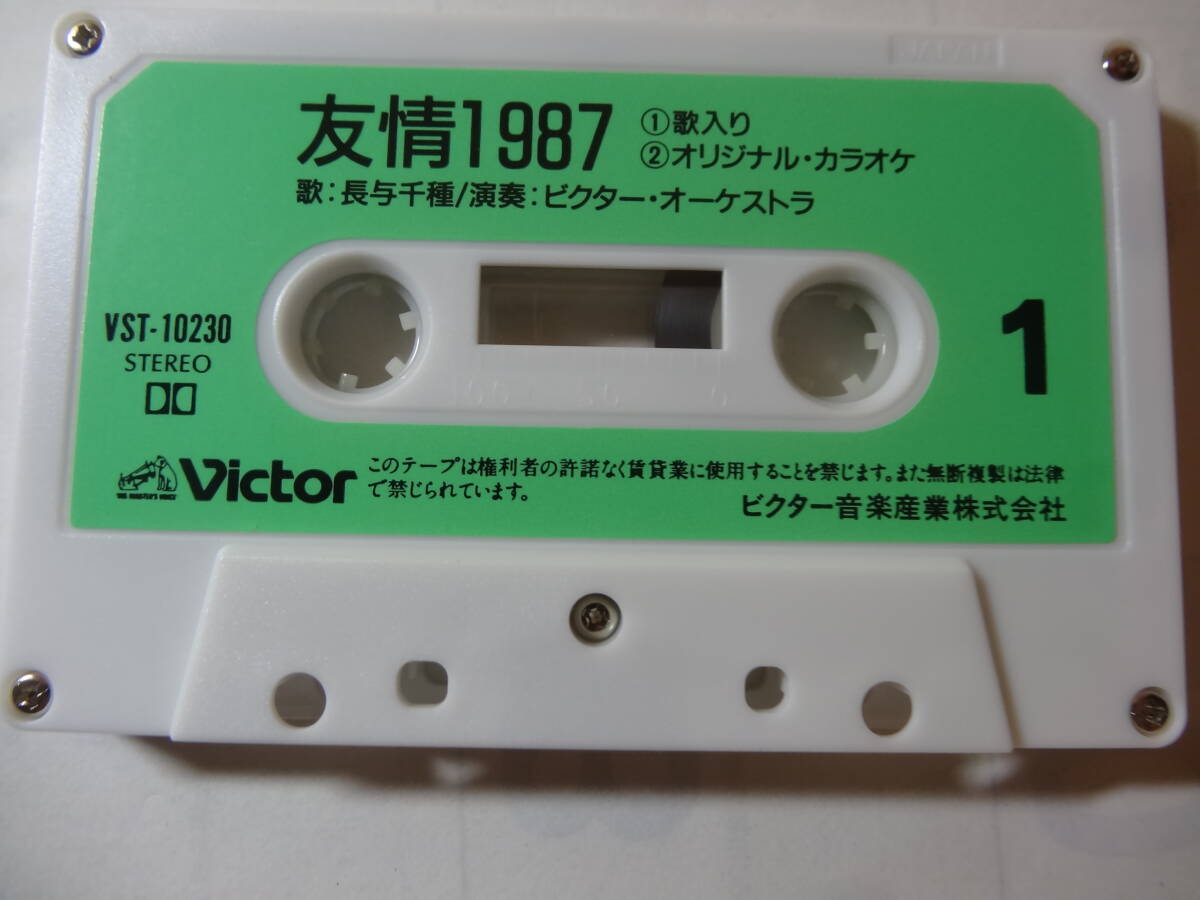 JAPAN
友情1987
①歌入り
②オリジナル・カラオケ
歌：長与千種/演奏：ビクター・オーケストラ
VST-10230
STEREO
1
HIS MASTER'S VOICE
Victor
このテープは権利者の許諾なく賃貸業に使用することを禁じます。また無断複製は法律
で禁じられています。
ビクター音楽産業株式会社